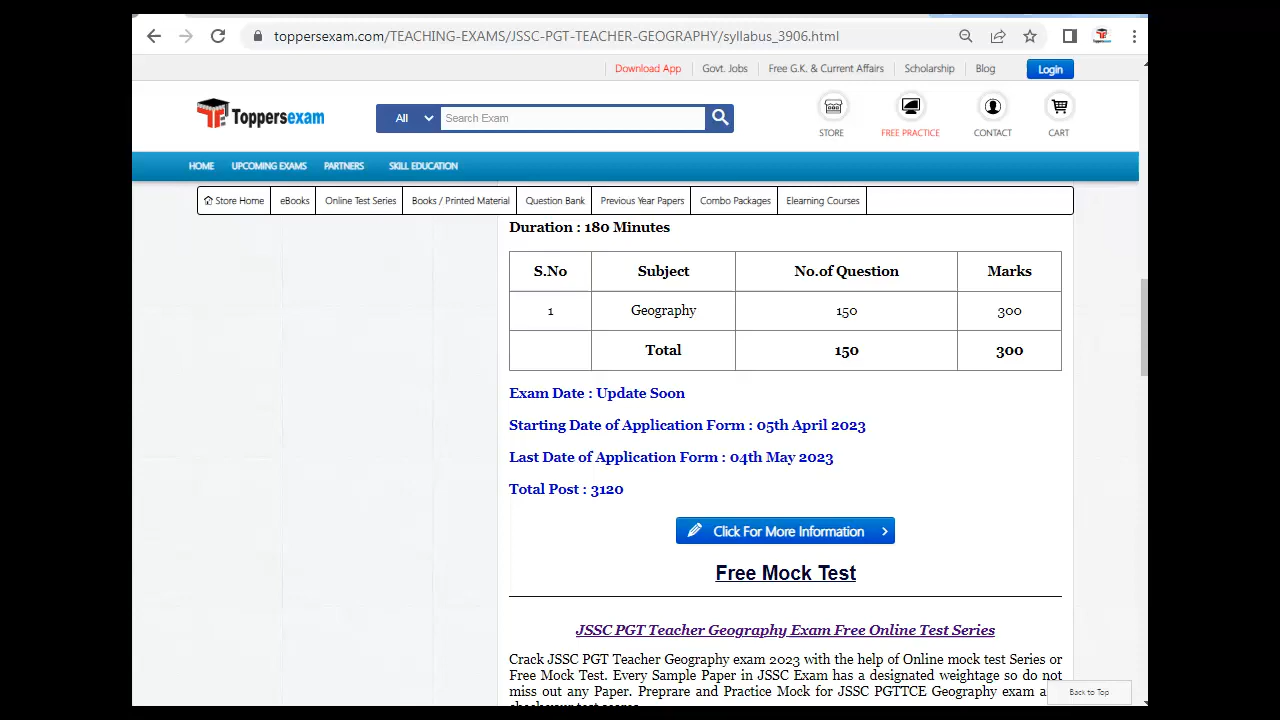 toppersexam.com/TEACHING-EXAMS/JSSC-PGT-TEACHER-GEOGRAPHY/syllabus_3906.html
Download App Govt. Jobs Free G.K. & Current Affairs Scholarship Blog Login
Toppersexam All Search Exam
STORE FREE PRACTICE CONTACT CART
HOME UPCOMING EXAMS PARTNERS SKILL EDUCATION
Store Home eBooks Online Test Series Books / Printed Material Question Bank Previous Year Papers Combo Packages Elearning Courses
Duration : 180 Minutes
S.No Subject No.of Question Marks
1 Geography 150 300
Total 150 300
Exam Date : Update Soon
Starting Date of Application Form : 05th April 2023
Last Date of Application Form : 04th May 2023
Total Post : 3120
Click For More Information
Free Mock Test
JSSC PGT Teacher Geography Exam Free Online Test Series
Crack JSSC PGT Teacher Geography exam 2023 with the help of Online mock test Series or
Free Mock Test. Every Sample Paper in JSSC Exam has a designated weightage so do not
miss out any Paper. Preprare and Practice Mock for JSSC PGTTCE Geography exam a
Back to Top